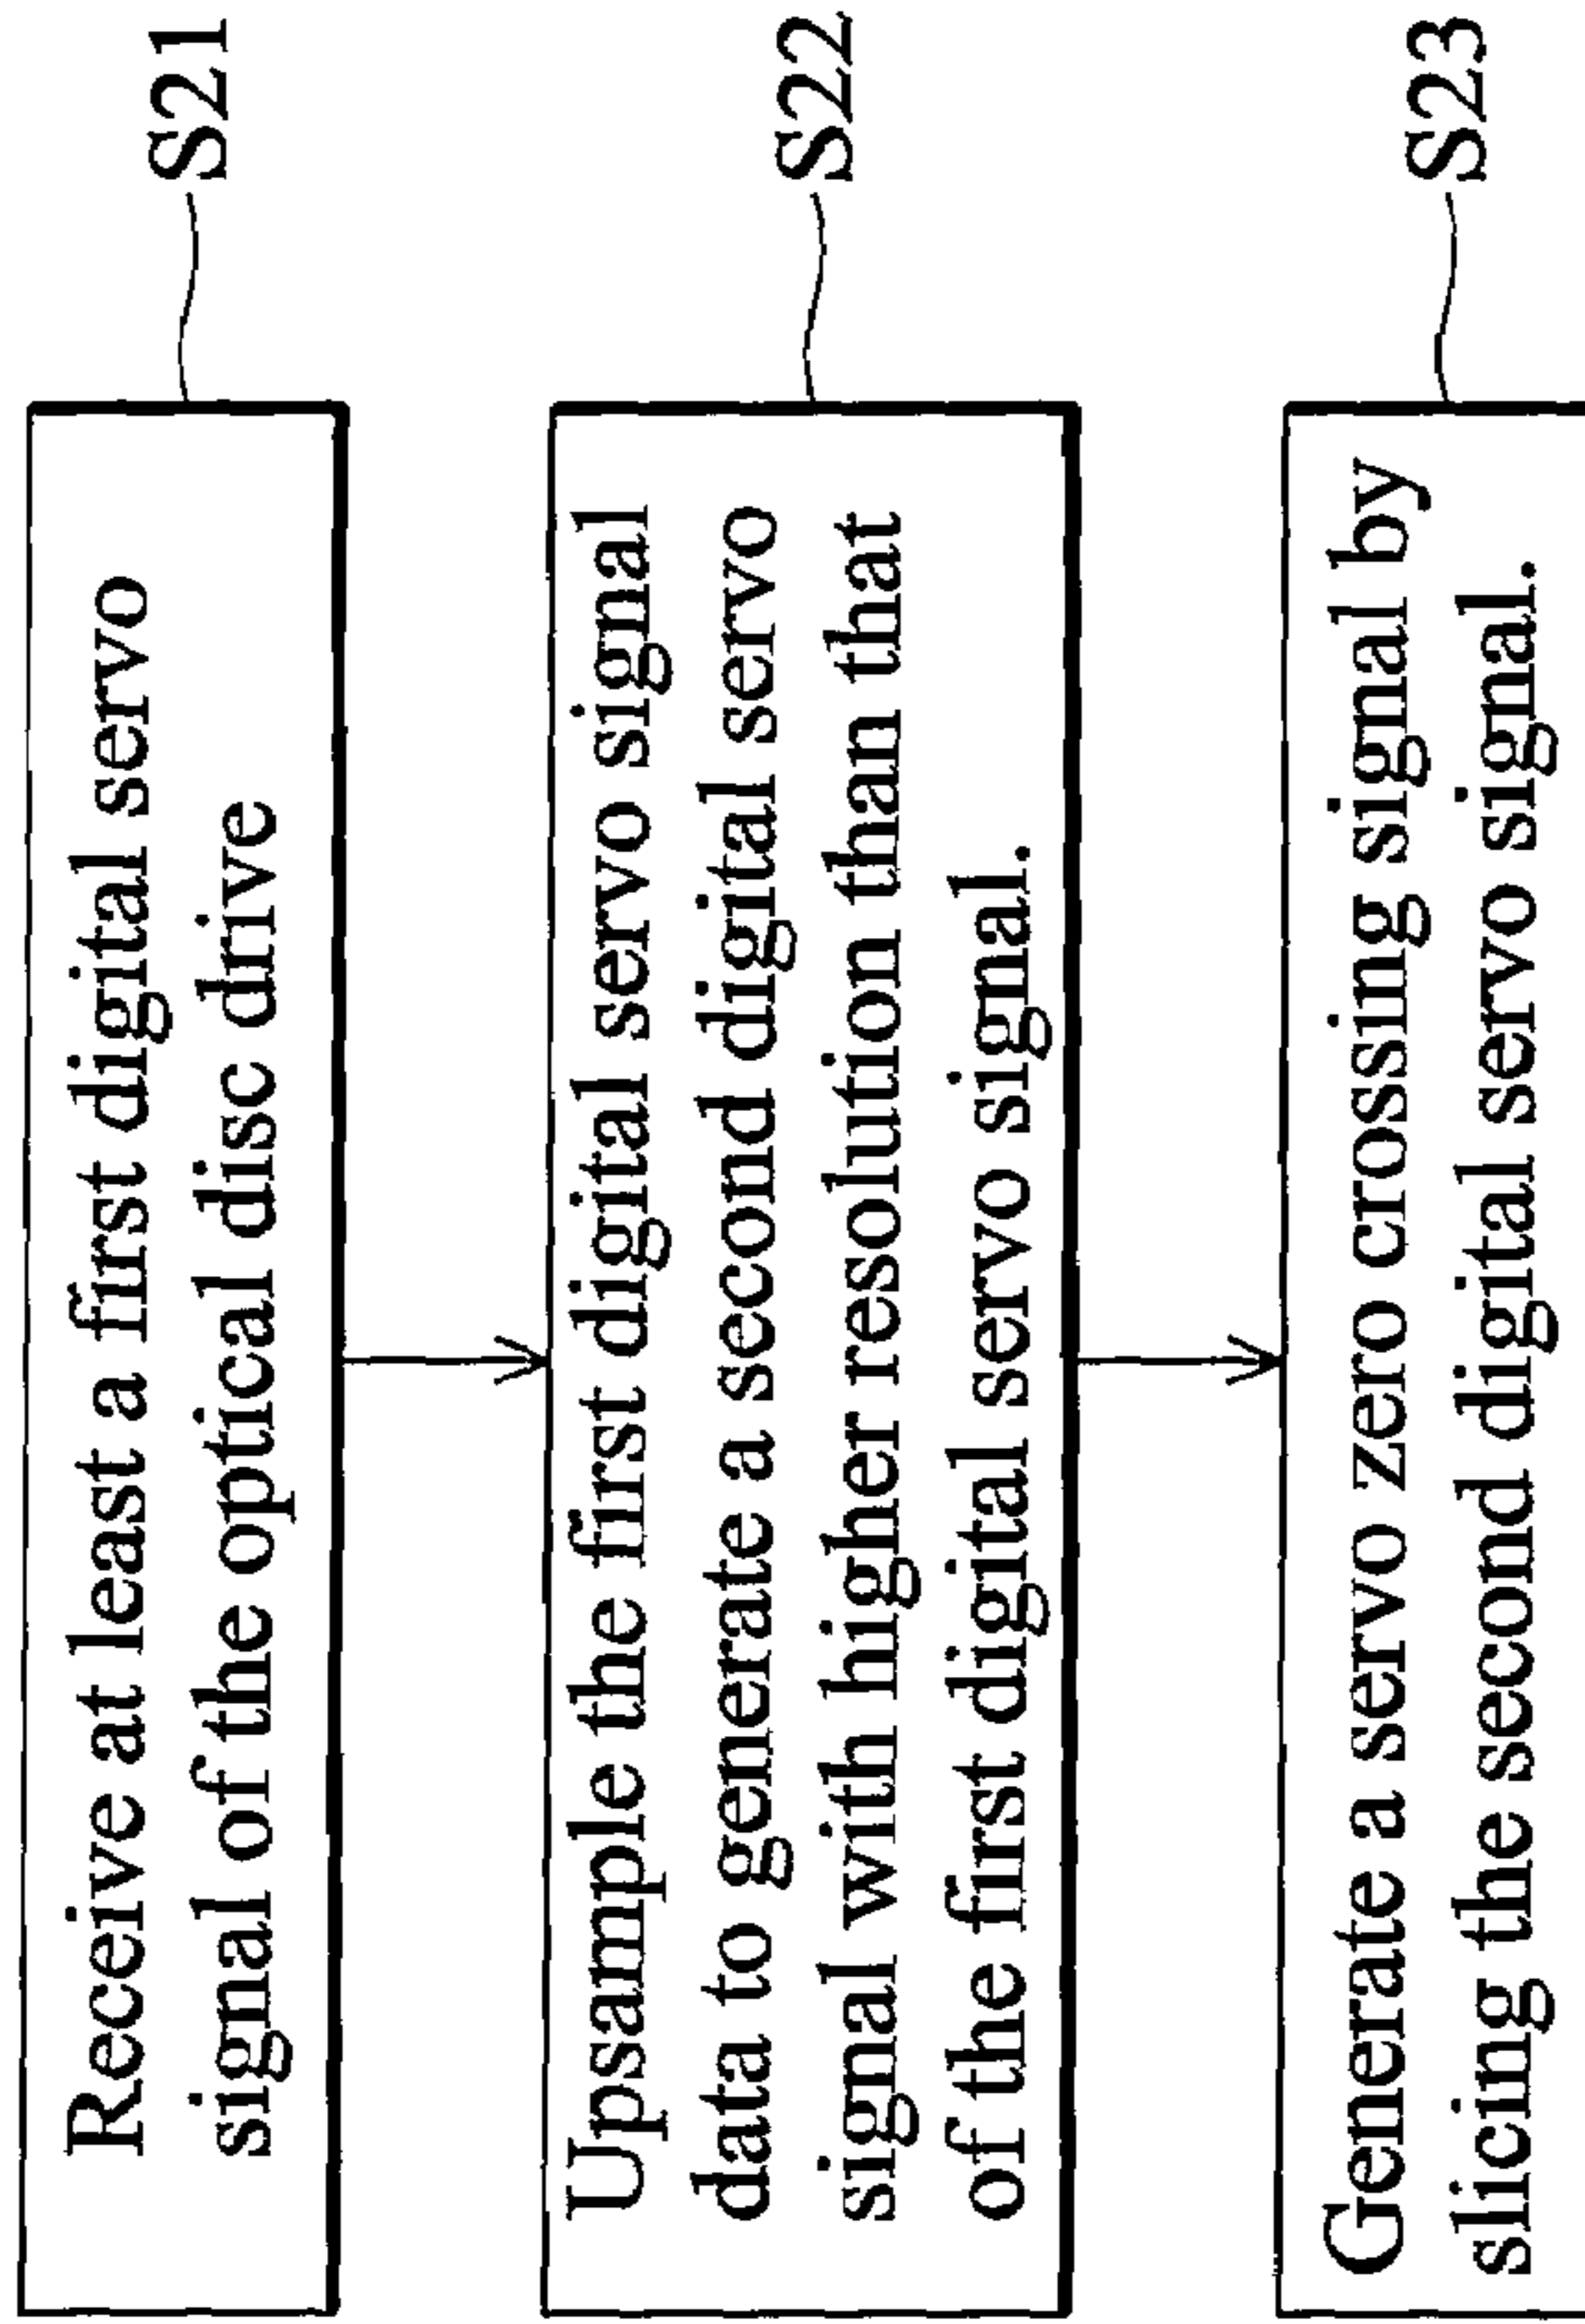 Receive at least a first digital servo
signal of the optical disc drive
S21
Upsample the first digital servo signal
data to generate a second digital servo
signal with higher resolution than that
of the first digital servo signal.
S22
Generate a servo zero crossing signal by
slicing the second digital servo signal.
S23